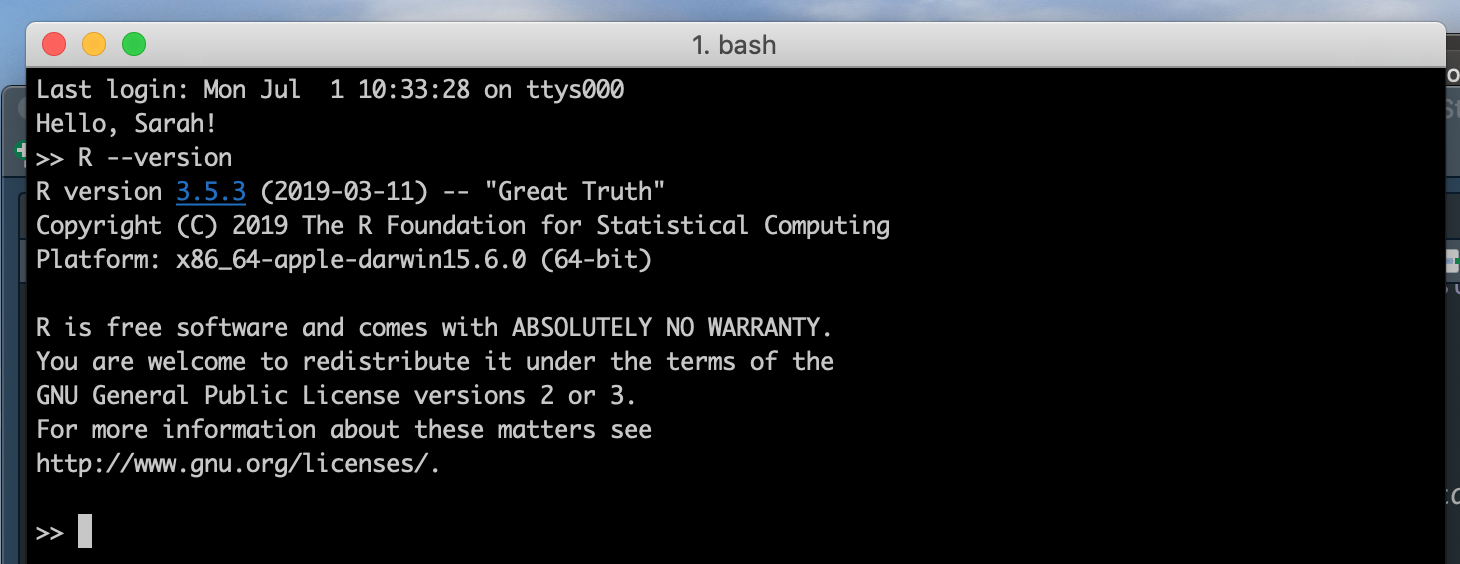 1. bash
Last login: Mon Jul  1 10:33:28 on ttys000
Hello, Sarah!
>> R --version
R version 3.5.3 (2019-03-11) -- "Great Truth"
Copyright (C) 2019 The R Foundation for Statistical Computing
Platform: x86_64-apple-darwin15.6.0 (64-bit)

R is free software and comes with ABSOLUTELY NO WARRANTY.
You are welcome to redistribute it under the terms of the
GNU General Public License versions 2 or 3.
For more information about these matters see
http://www.gnu.org/licenses/.

>>